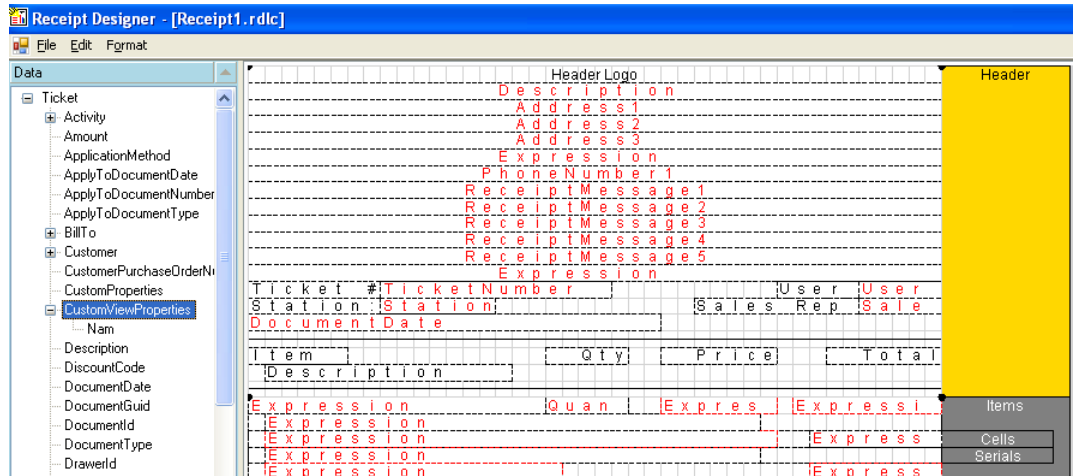 Receipt Designer - [Receipt1.rdlc]
File Edit Format
Data
Ticket
Activity
Amount
ApplicationMethod
ApplyToDocumentDate
ApplyToDocumentNumber
ApplyToDocumentType
BillTo
Customer
CustomerPurchaseOrderN
CustomProperties
CustomViewProperties
Nam
Description
DiscountCode
DocumentDate
DocumentGuid
DocumentId
DocumentType
DrawerId
Header Logo
Description
Address1
Address2
Address3
Expression
PhoneNumber1
ReceiptMessage1
ReceiptMessage2
ReceiptMessage3
ReceiptMessage4
ReceiptMessage5
Expression
Ticket #TicketNumber User User
Station:Station Sales Rep Sale
DocumentDate
Item Qty Price Total
Description
Expression Quan Expres Expressi
Expression
Expression Express
Expression
Expression Express
Header
Items
Cells
Serials